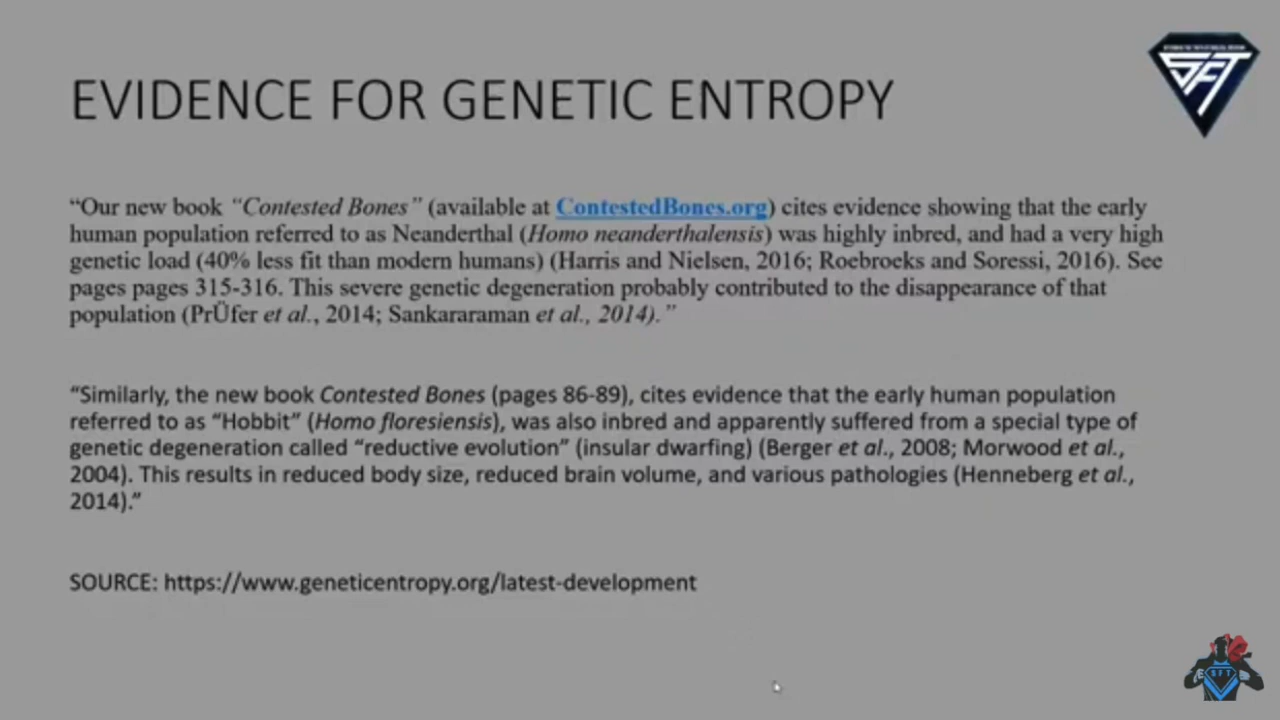 EVIDENCE FOR GENETIC ENTROPY
SFT
“Our new book “Contested Bones” (available at ContestedBones.org) cites evidence showing that the early
human population referred to as Neanderthal (Homo neanderthalensis) was highly inbred, and had a very high
genetic load (40% less fit than modern humans) (Harris and Nielsen, 2016; Roebroeks and Soressi, 2016). See
pages pages 315-316. This severe genetic degeneration probably contributed to the disappearance of that
population (PrÜfer et al., 2014; Sankararaman et al., 2014).”
“Similarly, the new book Contested Bones (pages 86-89), cites evidence that the early human population
referred to as “Hobbit” (Homo floresiensis), was also inbred and apparently suffered from a special type of
genetic degeneration called “reductive evolution” (insular dwarfing) (Berger et al., 2008; Morwood et al.,
2004). This results in reduced body size, reduced brain volume, and various pathologies (Henneberg et al.,
2014).”
SOURCE: https://www.geneticentropy.org/latest-development
SFT